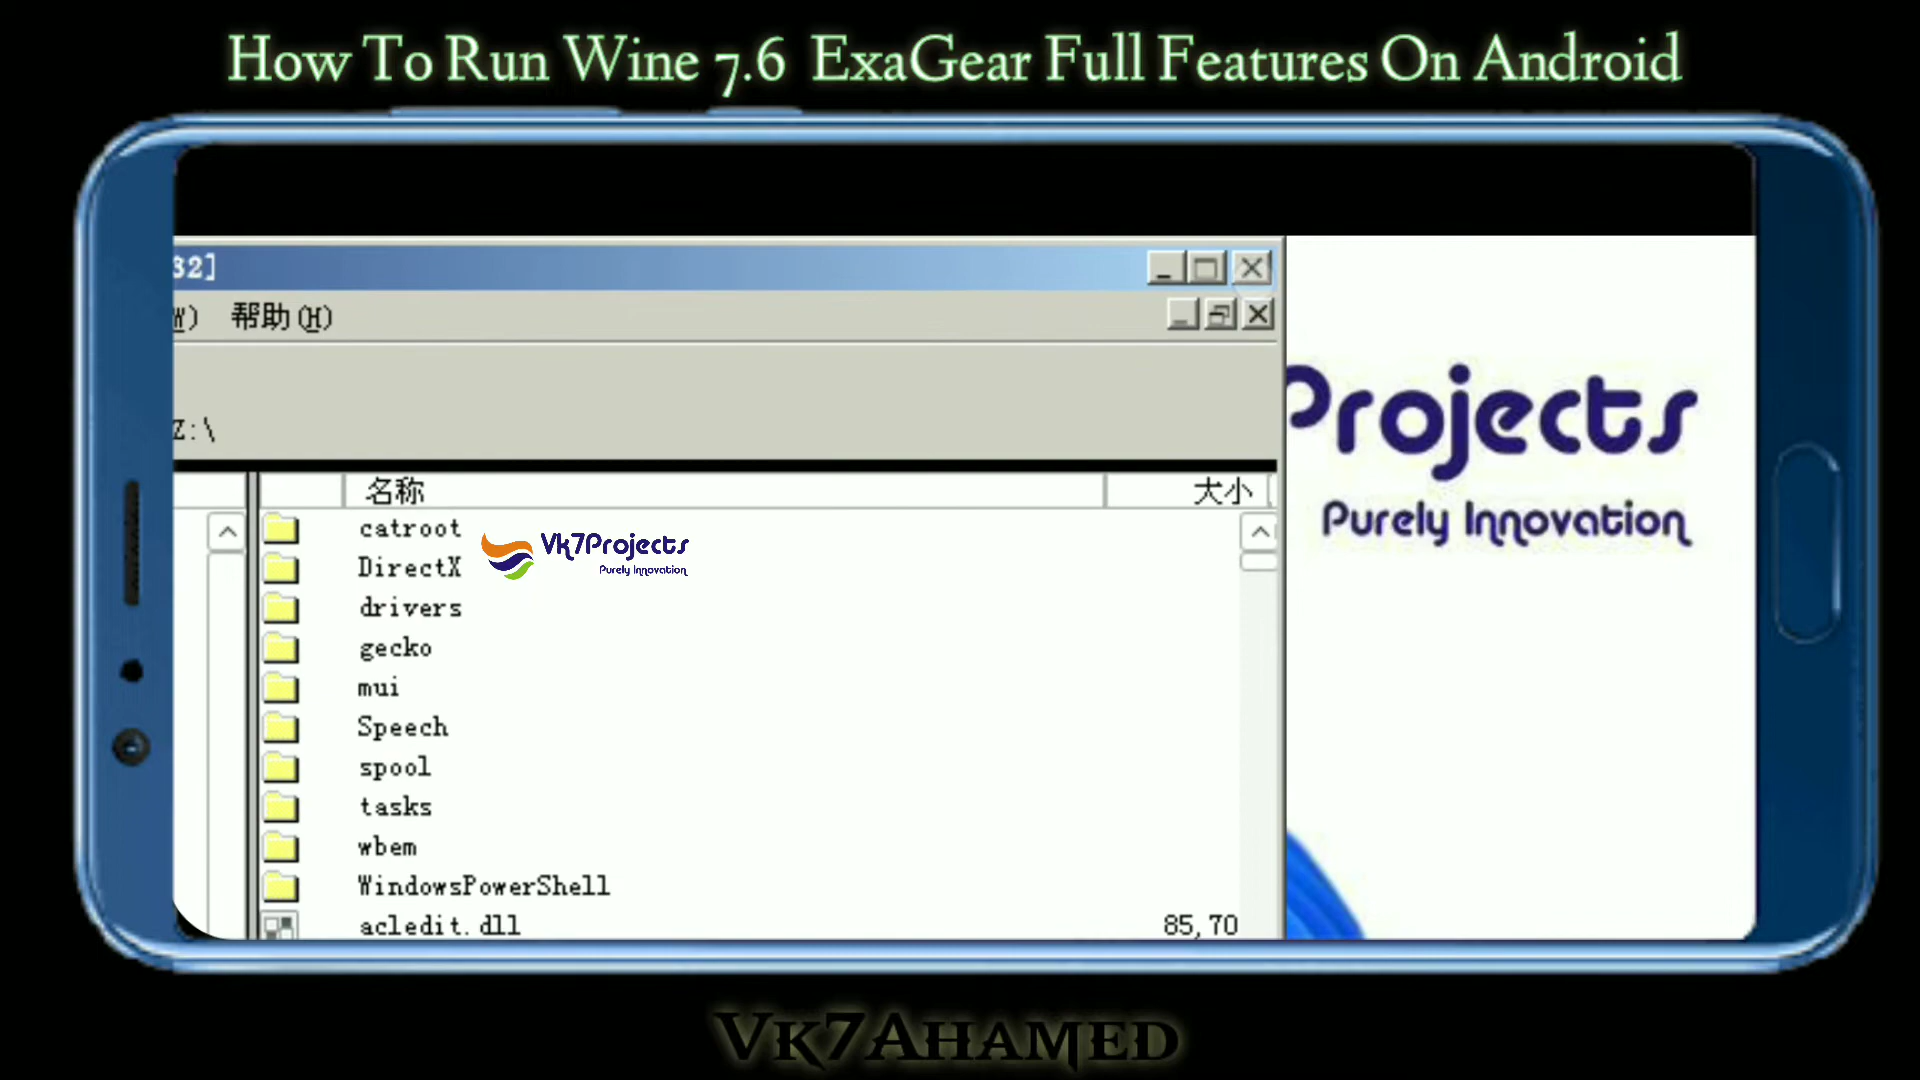 How To Run Wine 7.6 ExaGear Full Features On Android
32]
W) 帮助(H)
Z:\
名称 大小
catroot
DirectX
drivers
gecko
mui
Speech
spool
tasks
wbem
WindowsPowerShell
acledit.dll 85,70
Vk7Projects
Purely Innovation
Projects
Purely Innovation
Vk7Ahamed